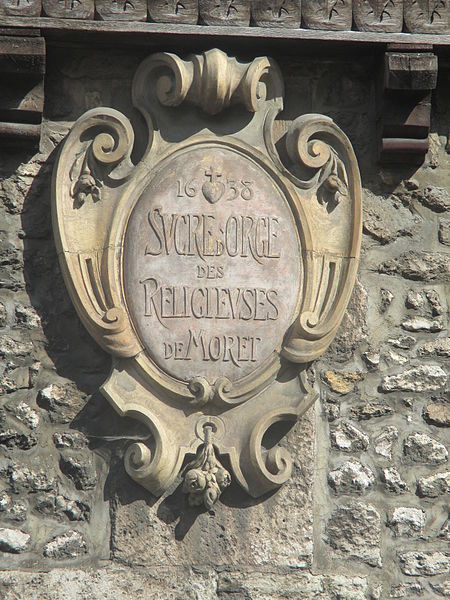 1638
SVCRE D'ORGE
DES
RELIGIEVSES
DE MORET